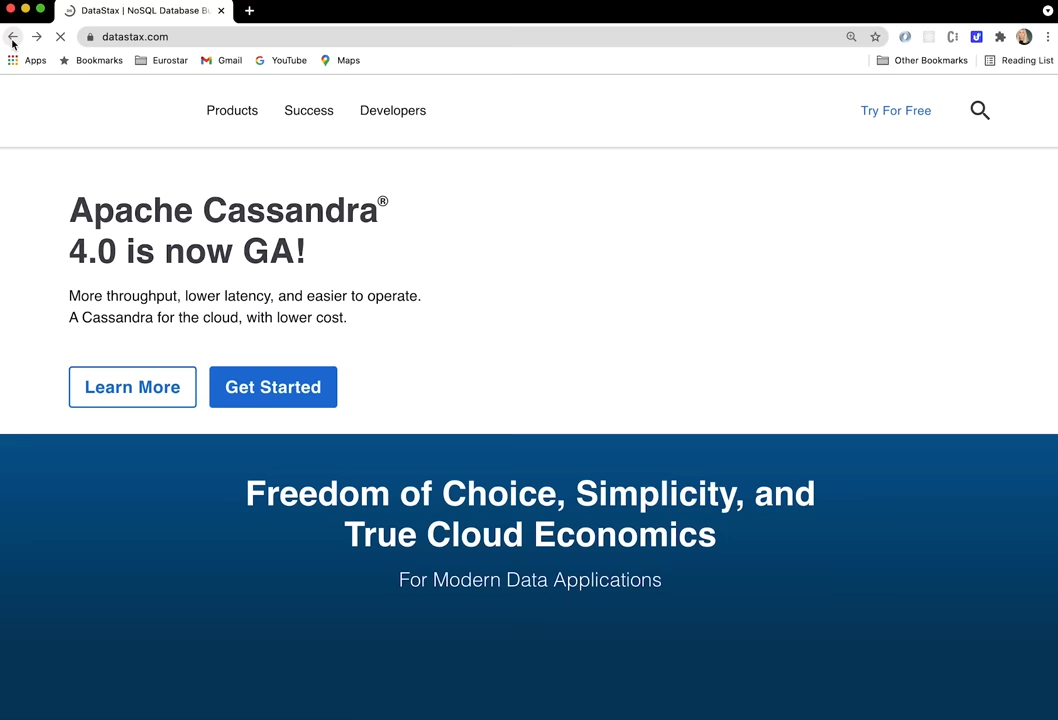 DataStax | NoSQL Database B
datastax.com
Apps Bookmarks Eurostar Gmail YouTube Maps Other Bookmarks Reading List
Products Success Developers Try For Free
Apache Cassandra®
4.0 is now GA!
More throughput, lower latency, and easier to operate.
A Cassandra for the cloud, with lower cost.
Learn More Get Started
Freedom of Choice, Simplicity, and
True Cloud Economics
For Modern Data Applications